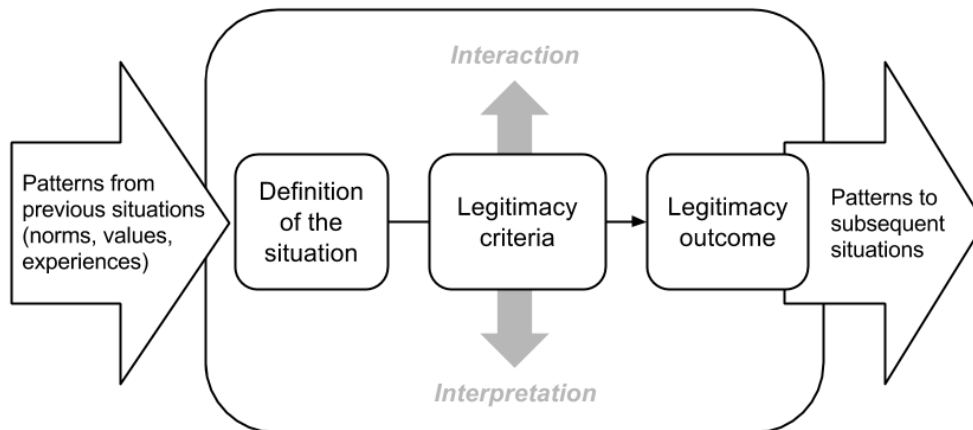 Interaction
Patterns from
previous situations
(norms, values,
experiences)
Definition
of the
situation
Legitimacy
criteria
Legitimacy
outcome
Patterns to
subsequent
situations
Interpretation